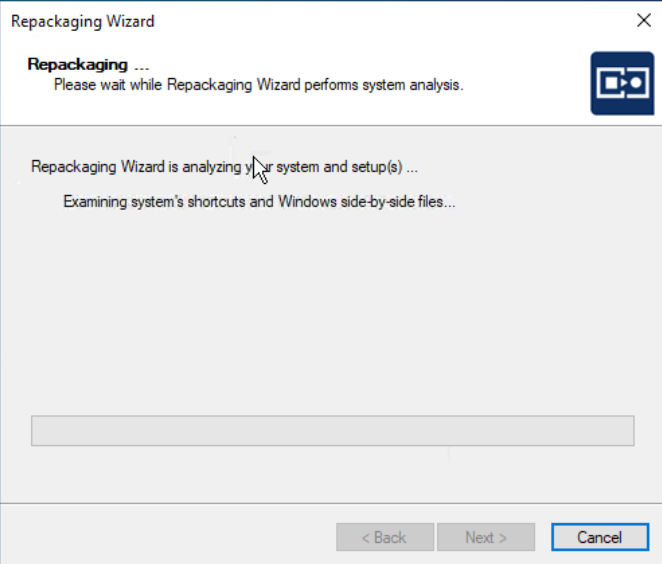 Repackaging Wizard
Repackaging ...
Please wait while Repackaging Wizard performs system analysis.
Repackaging Wizard is analyzing your system and setup(s) ...
Examining system's shortcuts and Windows side-by-side files...
< Back
Next >
Cancel